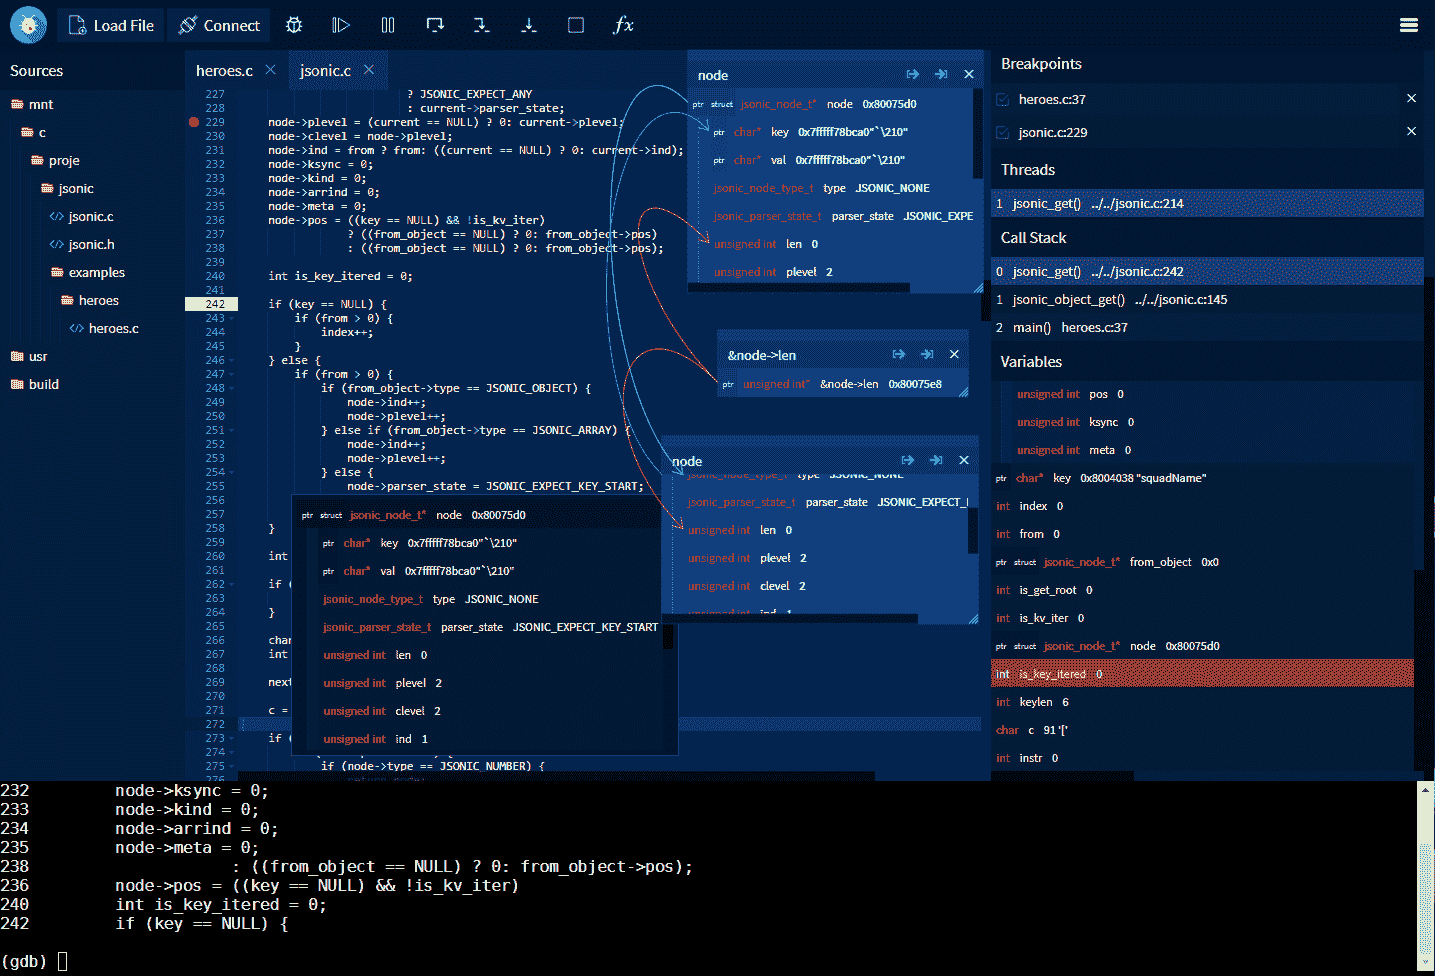 Load File
Connect
fx
Sources
mnt
c
proje
jsonic
jsonic.c
jsonic.h
examples
heroes
heroes.c
usr
build
heroes.c
jsonic.c
227 ? JSONIC_EXPECT_ANY
228 : current->parser_state;
229 node->plevel = (current == NULL) ? 0: current->plevel;
230 node->clevel = node->plevel;
231 node->ind = from ? from: ((current == NULL) ? 0: current->ind);
232 node->ksync = 0;
233 node->kind = 0;
234 node->arrind = 0;
235 node->meta = 0;
236 node->pos = ((key == NULL) && !is_kv_iter)
237 ? ((from_object == NULL) ? 0: from_object->pos)
238 : ((from_object == NULL) ? 0: from_object->pos);
239
240 int is_key_itered = 0;
241
242 if (key == NULL) {
243 if (from > 0) {
244 index++;
245 }
246 } else {
247 if (from > 0) {
248 if (from_object->type == JSONIC_OBJECT) {
249 node->ind++;
250 node->plevel++;
251 } else if (from_object->type == JSONIC_ARRAY) {
252 node->ind++;
253 node->plevel++;
254 } else {
255 node->parser_state = JSONIC_EXPECT_KEY_START;
256
257
258 }
259
260 int
261
262 if (
263
264 }
265
266 char
267 int
268
269 next
270
271 c =
272
273 if (
274
275 if (node->type == JSONIC_NUMBER) {
276
ptr struct jsonic_node_t* node 0x80075d0
ptr char* key 0x7fffff78bca0"`\210"
ptr char* val 0x7fffff78bca0"`\210"
jsonic_node_type_t type JSONIC_NONE
jsonic_parser_state_t parser_state JSONIC_EXPECT_KEY_START
unsigned int len 0
unsigned int plevel 2
unsigned int clevel 2
unsigned int ind 1
node
ptr struct jsonic_node_t* node 0x80075d0
ptr char* key 0x7fffff78bca0"`\210"
ptr char* val 0x7fffff78bca0"`\210"
jsonic_node_type_t type JSONIC_NONE
jsonic_parser_state_t parser_state JSONIC_EXPE
unsigned int len 0
unsigned int plevel 2
&node->len
ptr unsigned int* &node->len 0x80075e8
node
jsonic_node_type_t type JSONIC_NONE
jsonic_parser_state_t parser_state JSONIC_EXPECT_
unsigned int len 0
unsigned int plevel 2
unsigned int clevel 2
unsigned int ind 1
Breakpoints
heroes.c:37
jsonic.c:229
Threads
1 jsonic_get() ../../jsonic.c:214
Call Stack
0 jsonic_get() ../../jsonic.c:242
1 jsonic_object_get() ../../jsonic.c:145
2 main() heroes.c:37
Variables
unsigned int pos 0
unsigned int ksync 0
unsigned int meta 0
ptr char* key 0x8004038 "squadName"
int index 0
int from 0
ptr struct jsonic_node_t* from_object 0x0
int is_get_root 0
int is_kv_iter 0
ptr struct jsonic_node_t* node 0x80075d0
int is_key_itered 0
int keylen 6
char c 91 '['
int instr 0
232 node->ksync = 0;
233 node->kind = 0;
234 node->arrind = 0;
235 node->meta = 0;
238 : ((from_object == NULL) ? 0: from_object->pos);
236 node->pos = ((key == NULL) && !is_kv_iter)
240 int is_key_itered = 0;
242 if (key == NULL) {
(gdb)